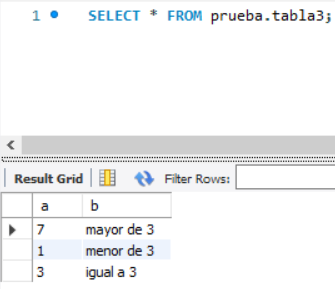 1 SELECT * FROM prueba.tabla3;
Result Grid Filter Rows:
a b
7 mayor de 3
1 menor de 3
3 igual a 3